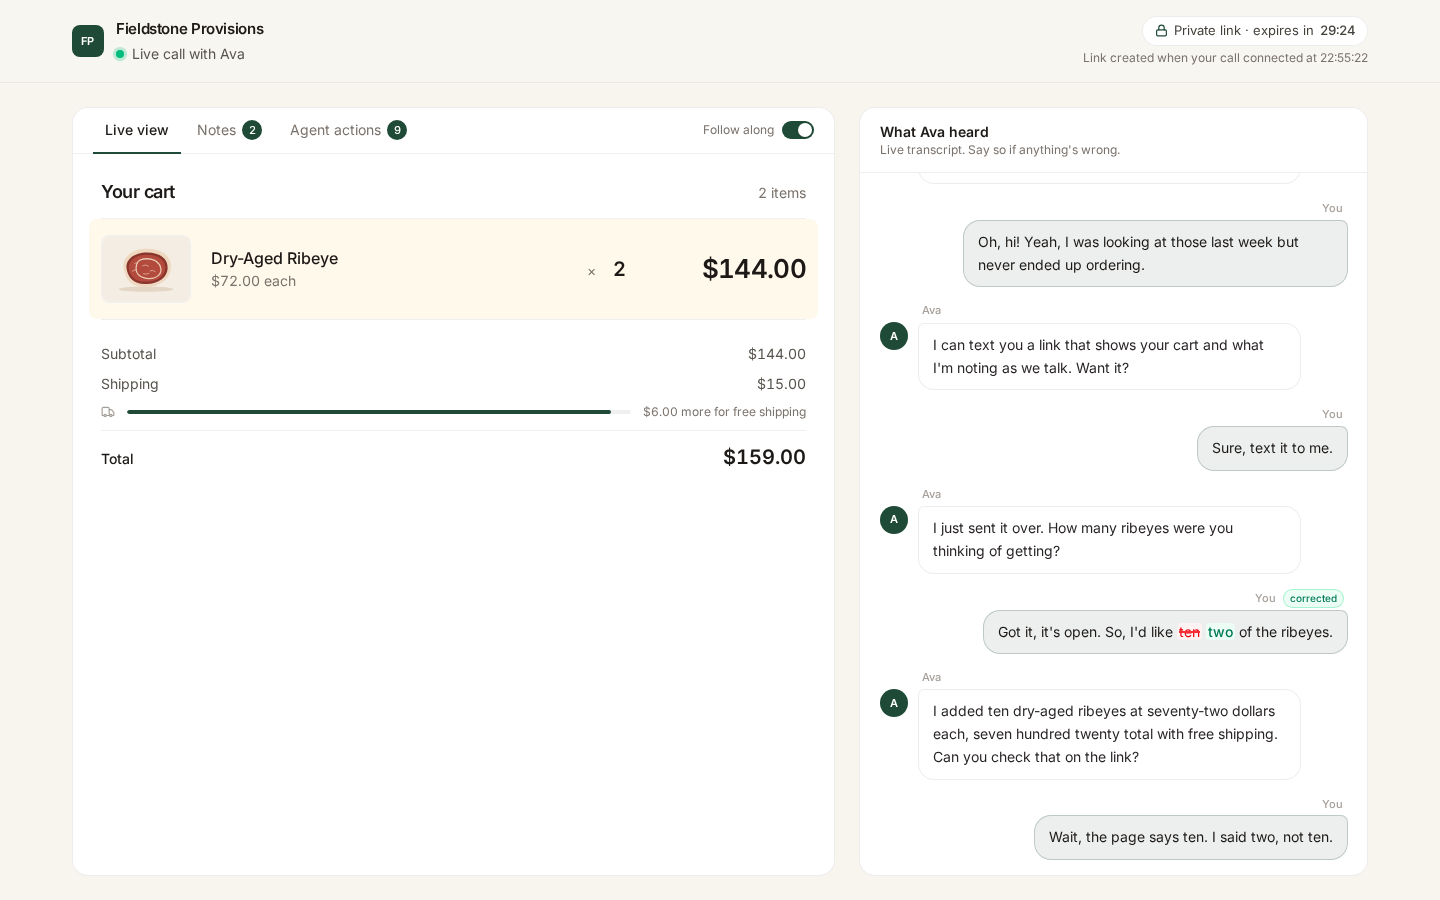 FP
Fieldstone Provisions
Live call with Ava
Private link · expires in 29:24
Link created when your call connected at 22:55:22
Live view
Notes 2
Agent actions 9
Follow along
Your cart
2 items
Dry-Aged Ribeye
$72.00 each
× 2
$144.00
Subtotal
$144.00
Shipping
$15.00
$6.00 more for free shipping
Total
$159.00
What Ava heard
Live transcript. Say so if anything's wrong.
You
Oh, hi! Yeah, I was looking at those last week but
never ended up ordering.
Ava
A
I can text you a link that shows your cart and what
I'm noting as we talk. Want it?
You
Sure, text it to me.
Ava
A
I just sent it over. How many ribeyes were you
thinking of getting?
You corrected
Got it, it's open. So, I'd like ten two of the ribeyes.
Ava
A
I added ten dry-aged ribeyes at seventy-two dollars
each, seven hundred twenty total with free shipping.
Can you check that on the link?
You
Wait, the page says ten. I said two, not ten.